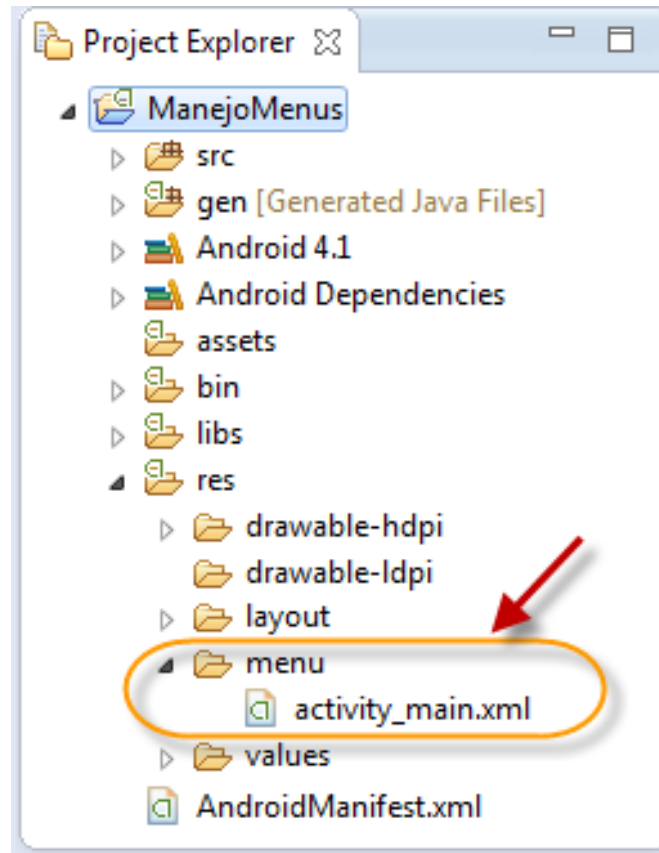 Project Explorer
ManejoMenus
src
gen [Generated Java Files]
Android 4.1
Android Dependencies
assets
bin
libs
res
drawable-hdpi
drawable-ldpi
layout
menu
activity_main.xml
values
AndroidManifest.xml